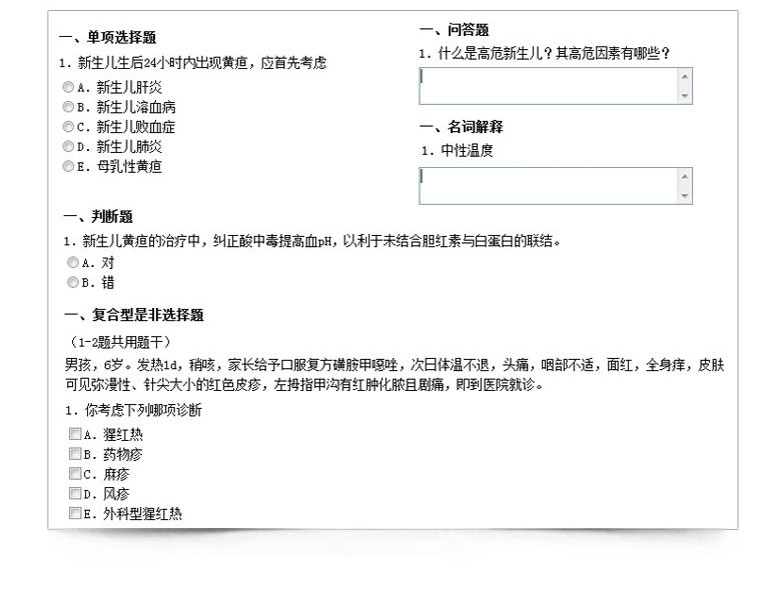 一、单项选择题
1. 新生儿生后24小时内出现黄疸，应首先考虑
A. 新生儿肝炎
B. 新生儿溶血病
C. 新生儿败血症
D. 新生儿肺炎
E. 母乳性黄疸
一、问答题
1. 什么是高危新生儿？其高危因素有哪些？
一、名词解释
1. 中性温度
一、判断题
1. 新生儿黄疸的治疗中，纠正酸中毒提高血pH，以利于未结合胆红素与白蛋白的联结。
A. 对
B. 错
一、复合型是非选择题
（1-2题共用题干）
男孩，6岁。发热1d，稍咳，家长给予口服复方磺胺甲噁唑，次日体温不退，头痛，咽部不适，面红，全身痒，皮肤
可见弥漫性、针尖大小的红色皮疹，左拇指甲沟有红肿化脓且剧痛，即到医院就诊。
1. 你考虑下列哪项诊断
A. 猩红热
B. 药物疹
C. 麻疹
D. 风疹
E. 外科型猩红热